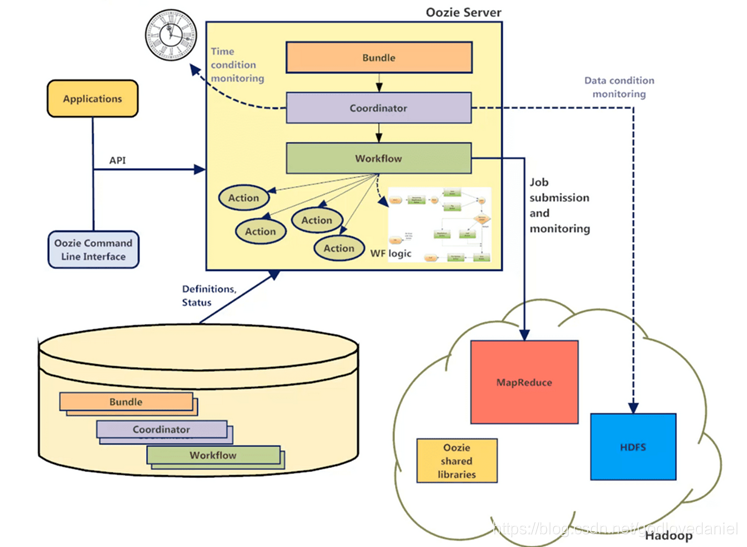 Oozie Server
Time
condition
monitoring
Bundle
Data condition
monitoring
Applications
Coordinator
API
Workflow
Job
submission
and
monitoring
Action
Action
Action
Action
WF logic
Oozie Command
Line Interface
Definitions,
Status
MapReduce
Bundle
Coordinator
Workflow
Oozie
shared
libraries
HDFS
https://blog.csdn.net/godlovedaniel
Hadoop